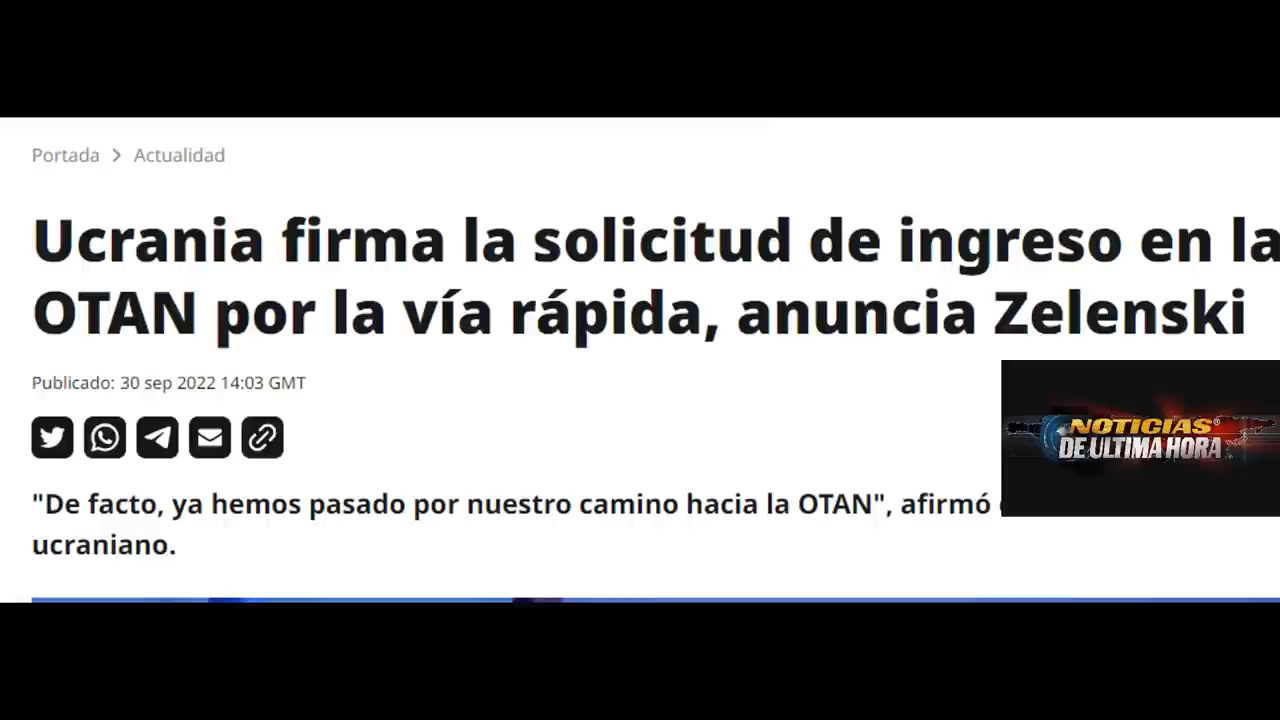 Portada > Actualidad
Ucrania firma la solicitud de ingreso en la
OTAN por la vía rápida, anuncia Zelenski
Publicado: 30 sep 2022 14:03 GMT
NOTICIAS®
DE ULTIMA HORA
"De facto, ya hemos pasado por nuestro camino hacia la OTAN", afirmó
ucraniano.